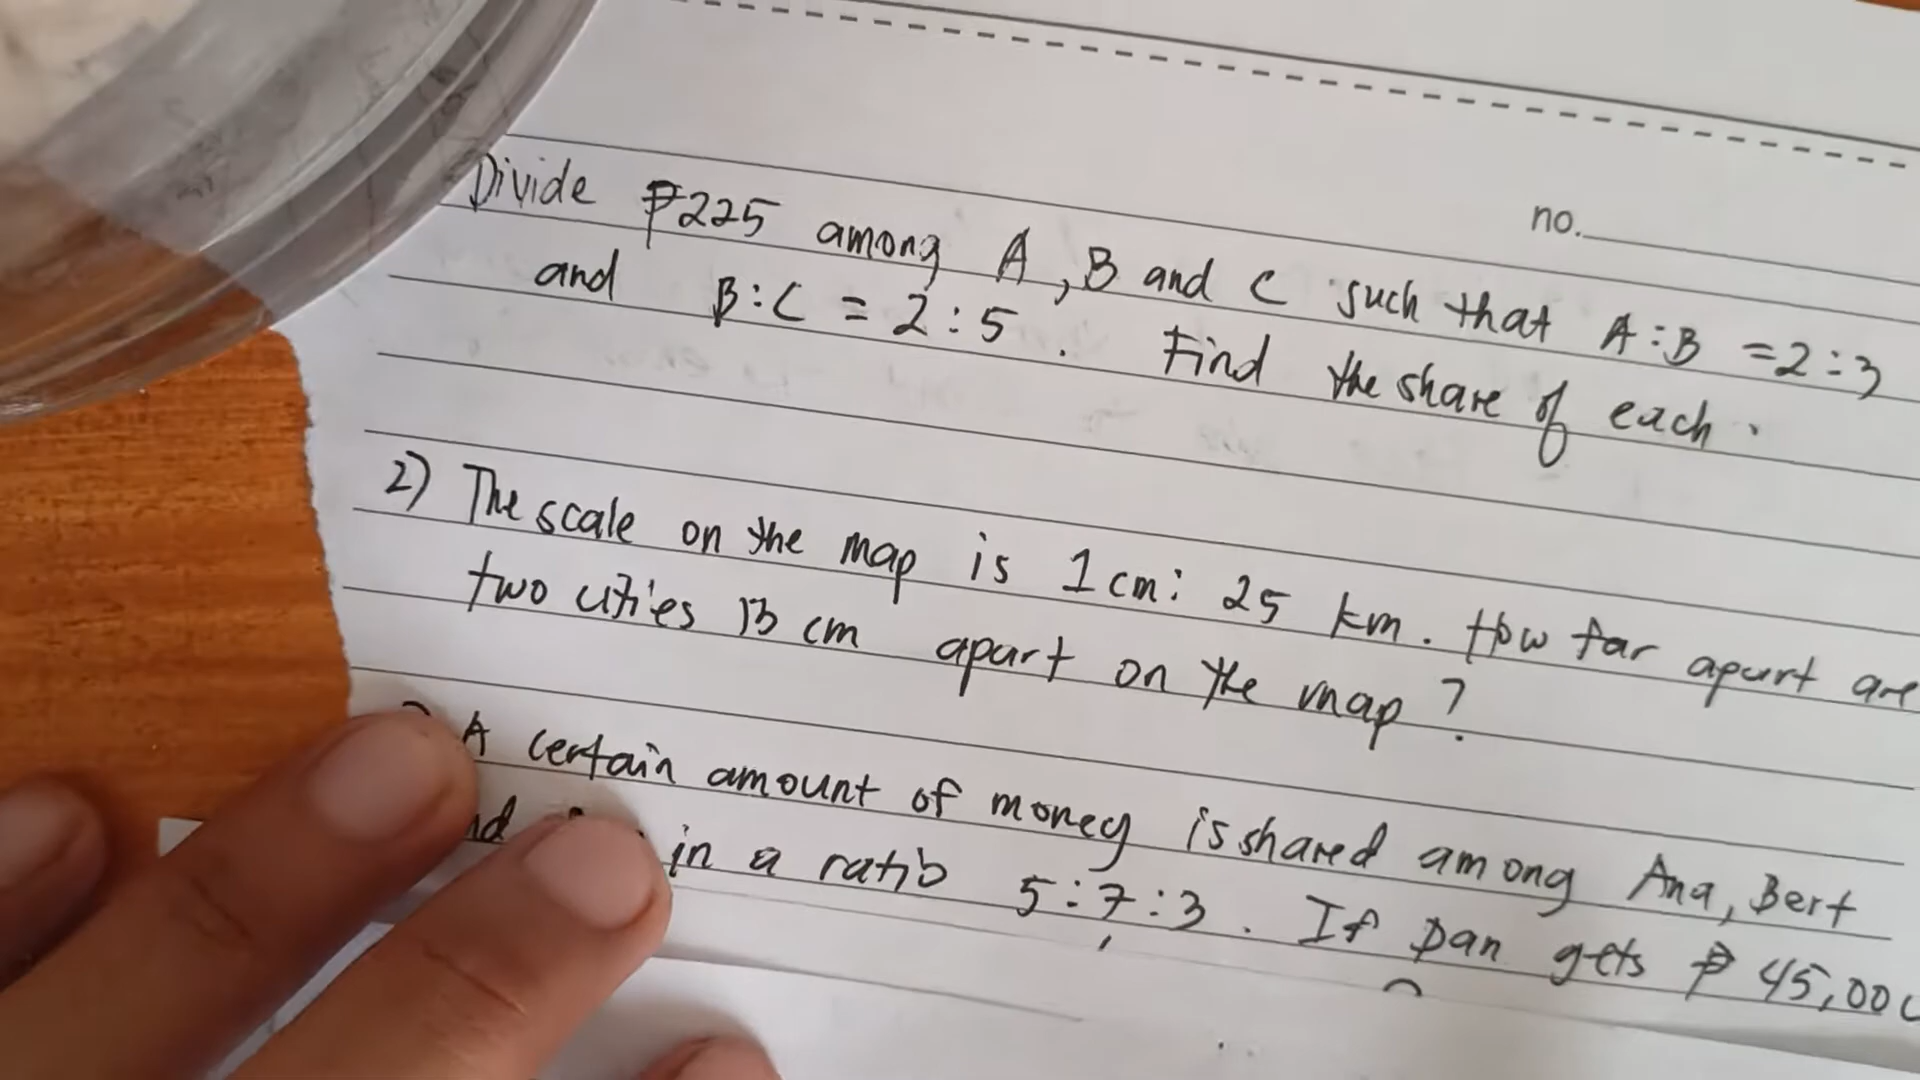 no.
Divide ₱225 among A, B and C such that A:B = 2:3
and B:C = 2:5. Find the share of each.
2) The scale on the map is 1 cm: 25 km. How far apart are
two cities 13 cm apart on the map?
A certain amount of money is shared among Ana, Bert
in a ratio 5:7:3. If Dan gets ₱ 45,00